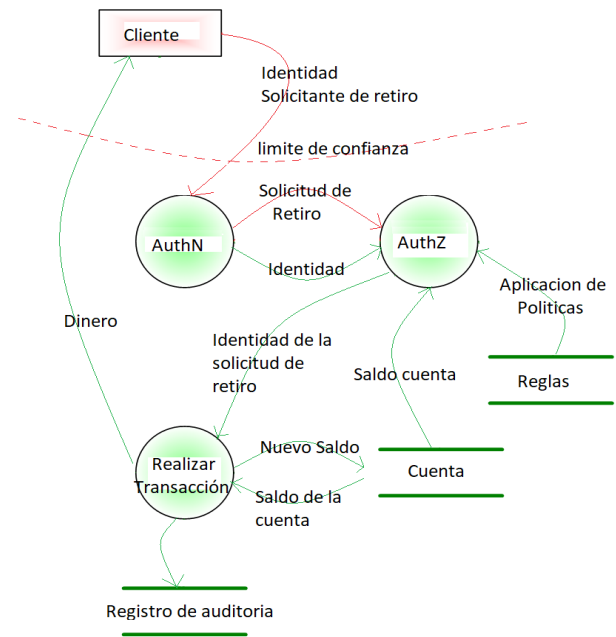 Cliente
Identidad
Solicitante de retiro
limite de confianza
Solicitud de
Retiro
AuthN
AuthZ
Identidad
Aplicacion de
Politicas
Dinero
Identidad de la
solicitud de
retiro
Saldo cuenta
Reglas
Nuevo Saldo
Realizar
Transacción
Cuenta
Saldo de la
cuenta
Registro de auditoria